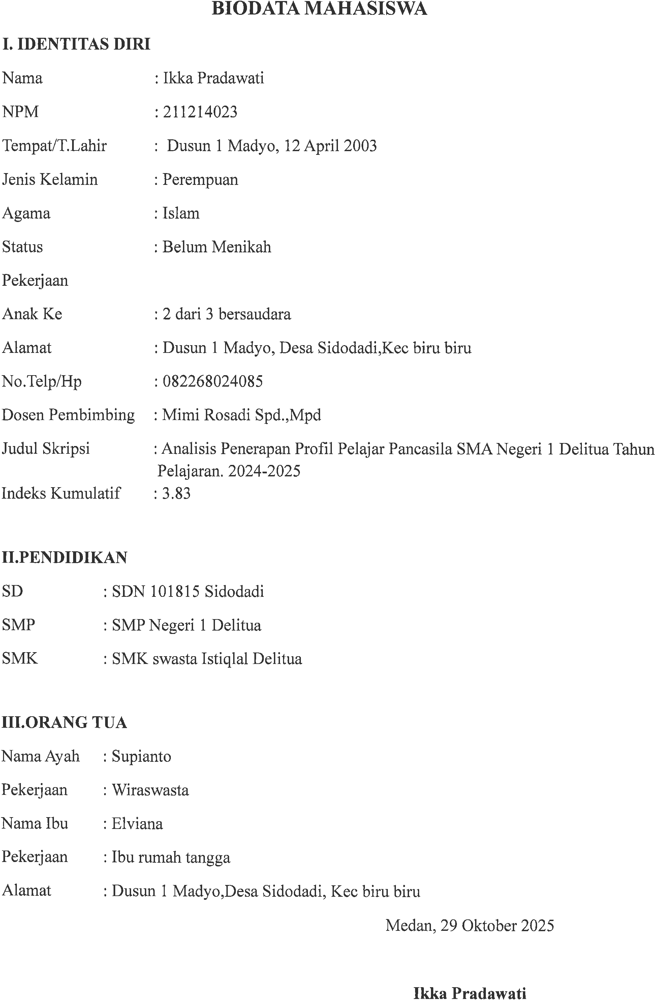 BIODATA MAHASISWA
I. IDENTITAS DIRI
Nama : Ikka Pradawati
NPM : 211214023
Tempat/T.Lahir : Dusun 1 Madyo, 12 April 2003
Jenis Kelamin : Perempuan
Agama : Islam
Status : Belum Menikah
Pekerjaan
Anak Ke : 2 dari 3 bersaudara
Alamat : Dusun 1 Madyo, Desa Sidodadi,Kec biru biru
No.Telp/Hp : 082268024085
Dosen Pembimbing : Mimi Rosadi Spd.,Mpd
Judul Skripsi : Analisis Penerapan Profil Pelajar Pancasila SMA Negeri 1 Delitua Tahun
Pelajaran. 2024-2025
Indeks Kumulatif : 3.83
II.PENDIDIKAN
SD : SDN 101815 Sidodadi
SMP : SMP Negeri 1 Delitua
SMK : SMK swasta Istiqlal Delitua
III.ORANG TUA
Nama Ayah : Supianto
Pekerjaan : Wiraswasta
Nama Ibu : Elviana
Pekerjaan : Ibu rumah tangga
Alamat : Dusun 1 Madyo,Desa Sidodadi, Kec biru biru
Medan, 29 Oktober 2025
Ikka Pradawati